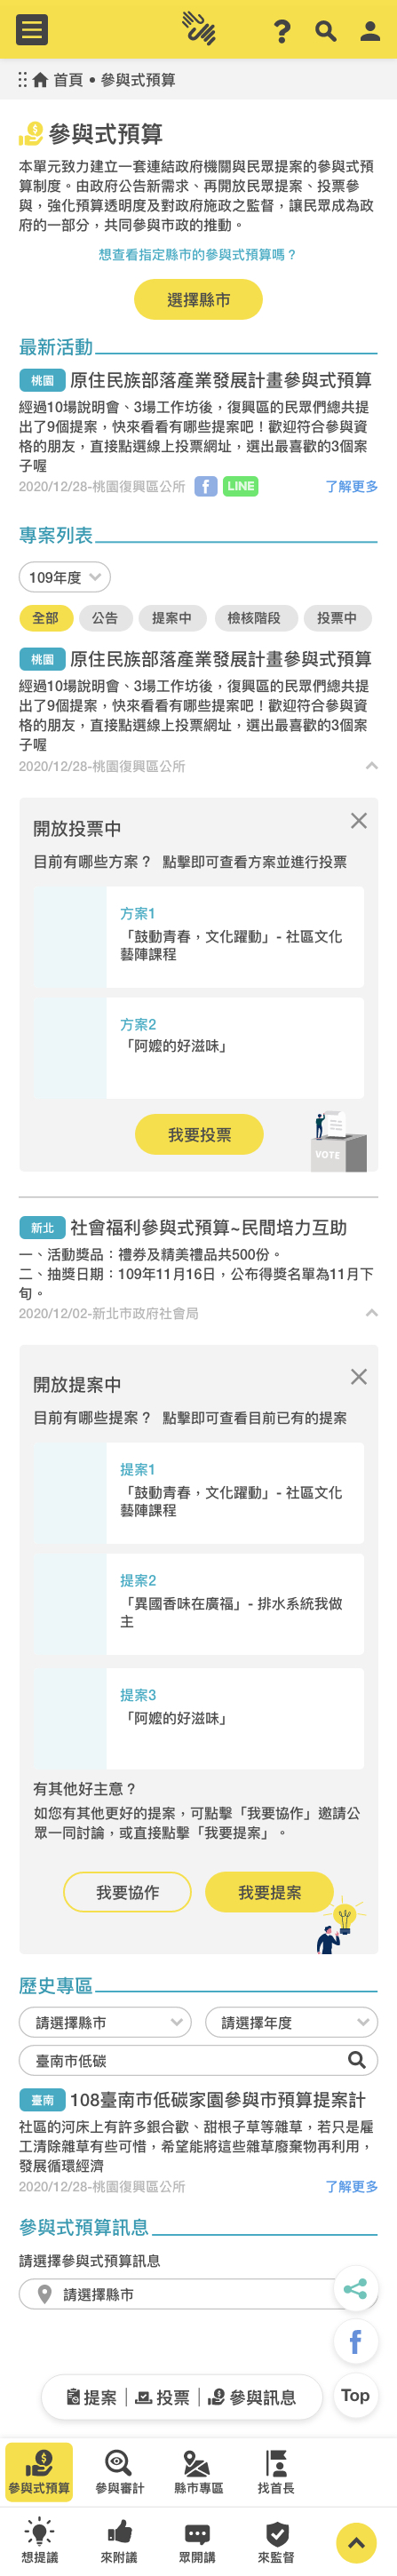 首頁 • 參與式預算
參與式預算
本單元致力建立一套連結政府機關與民眾提案的參與式預
算制度。由政府公告新需求、再開放民眾提案、投票參
與，強化預算透明度及對政府施政之監督，讓民眾成為政
府的一部分，共同參與市政的推動。
想查看指定縣市的參與式預算嗎？
選擇縣市
最新活動
桃園 原住民族部落產業發展計畫參與式預算
經過10場說明會、3場工作坊後，復興區的民眾們總共提
出了9個提案，快來看看有哪些提案吧！歡迎符合參與資
格的朋友，直接點選線上投票網址，選出最喜歡的3個案
子喔
2020/12/28-桃園復興區公所 f LINE 了解更多
專案列表
109年度
全部 公告 提案中 檢核階段 投票中
桃園 原住民族部落產業發展計畫參與式預算
經過10場說明會、3場工作坊後，復興區的民眾們總共提
出了9個提案，快來看看有哪些提案吧！歡迎符合參與資
格的朋友，直接點選線上投票網址，選出最喜歡的3個案
子喔
2020/12/28-桃園復興區公所
開放投票中
目前有哪些方案？ 點擊即可查看方案並進行投票
方案1
「鼓動青春，文化躍動」- 社區文化
藝陣課程
方案2
「阿嬤的好滋味」
我要投票
VOTE
新北 社會福利參與式預算~民間培力互助
一、活動獎品：禮券及精美禮品共500份。
二、抽獎日期：109年11月16日，公布得獎名單為11月下
旬。
2020/12/02-新北市政府社會局
開放提案中
目前有哪些提案？ 點擊即可查看目前已有的提案
提案1
「鼓動青春，文化躍動」- 社區文化
藝陣課程
提案2
「異國香味在廣福」- 排水系統我做
主
提案3
「阿嬤的好滋味」
有其他好主意？
如您有其他更好的提案，可點擊「我要協作」邀請公
眾一同討論，或直接點擊「我要提案」。
我要協作 我要提案
歷史專區
請選擇縣市 請選擇年度
臺南市低碳
臺南 108臺南市低碳家園參與市預算提案計
社區的河床上有許多銀合歡、甜根子草等雜草，若只是雇
工清除雜草有些可惜，希望能將這些雜草廢棄物再利用，
發展循環經濟
2020/12/28-桃園復興區公所 了解更多
參與式預算訊息
請選擇參與式預算訊息
請選擇縣市
f
Top
提案 投票 參與訊息
參與式預算 參與審計 縣市專區 找首長
想提議 來附議 眾開講 來監督